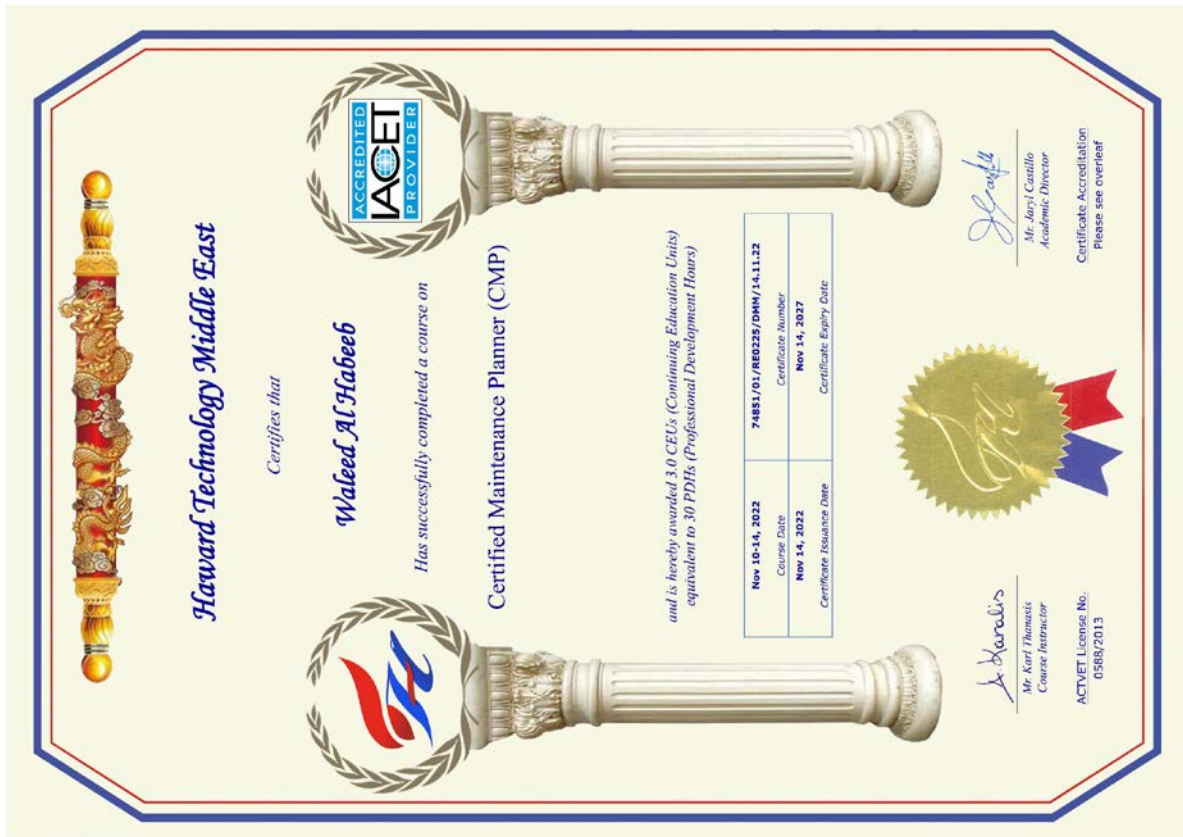 Haward Technology Middle East
Certifies that
Waleed Al Habeeb
Has successfully completed a course on
ACCREDITED
IACET
PROVIDER
Certified Maintenance Planner (CMP)
and is hereby awarded 3.0 CEUs (Continuing Education Units)
equivalent to 30 PDHs (Professional Development Hours)
Nov 10-14, 2022 74851/01/RE0225/DMM/14.11.22
Course Date Certificate Number
Nov 14, 2022 Nov 14, 2027
Certificate Issuance Date Certificate Expiry Date
A. Karalis
Mr. Karl Thanasis
Course Instructor
ACTVET License No.
0588/2013
Mr. Jaryl Castillo
Academic Director
Certificate Accreditation
Please see overleaf